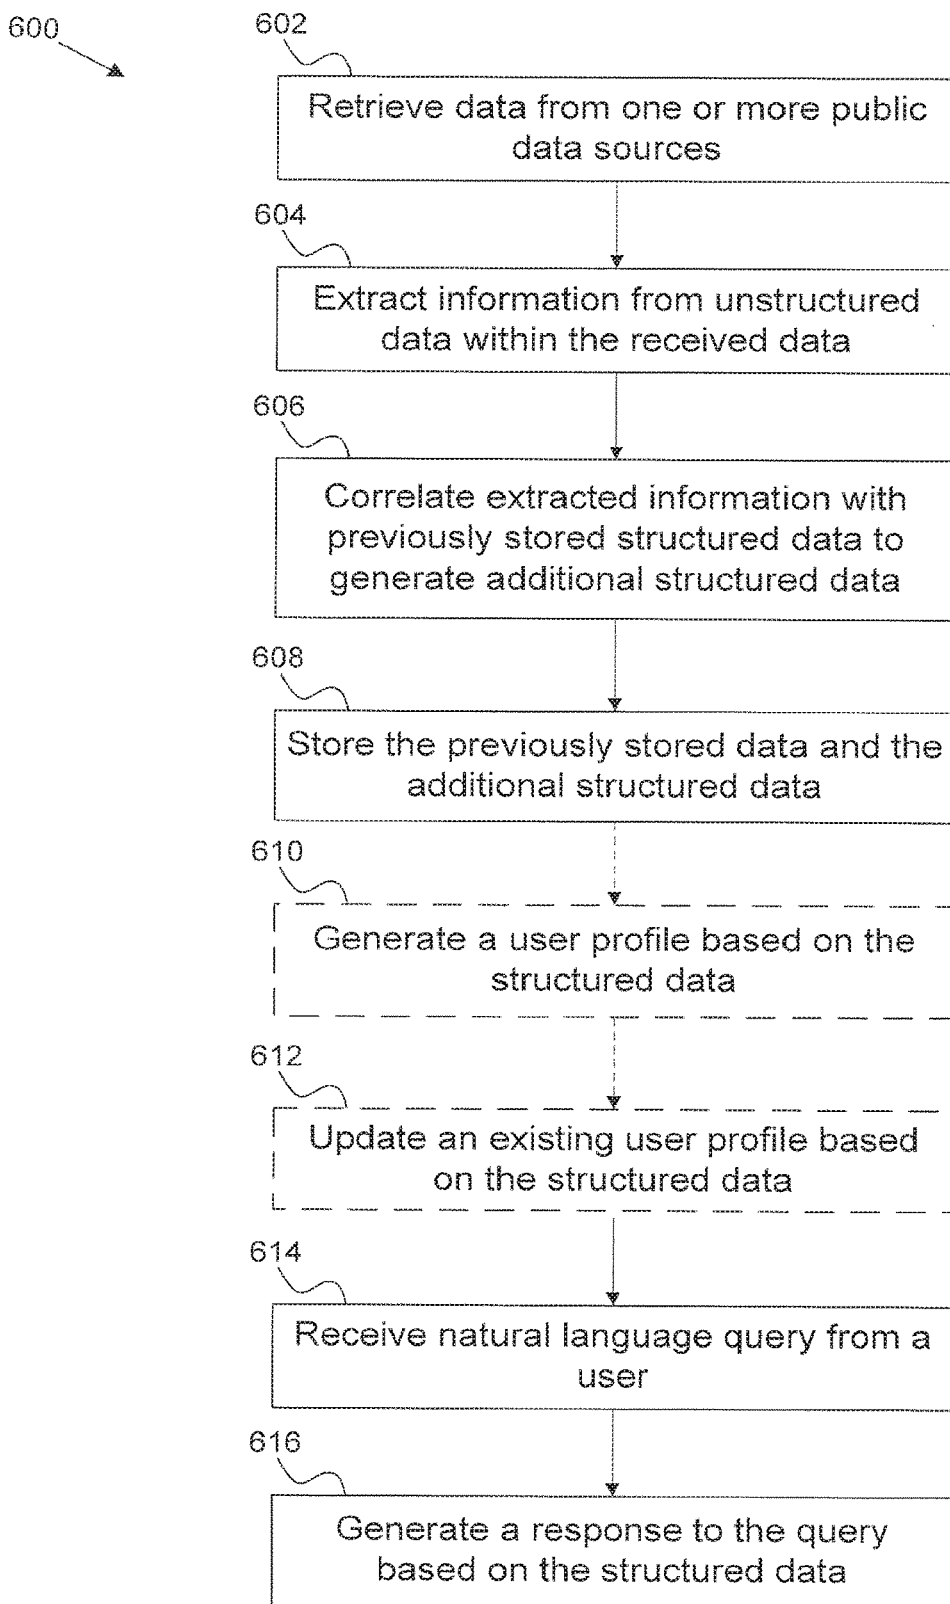 600
602
Retrieve data from one or more public
data sources
604
Extract information from unstructured
data within the received data
606
Correlate extracted information with
previously stored structured data to
generate additional structured data
608
Store the previously stored data and the
additional structured data
610
Generate a user profile based on the
structured data
612
Update an existing user profile based
on the structured data
614
Receive natural language query from a
user
616
Generate a response to the query
based on the structured data